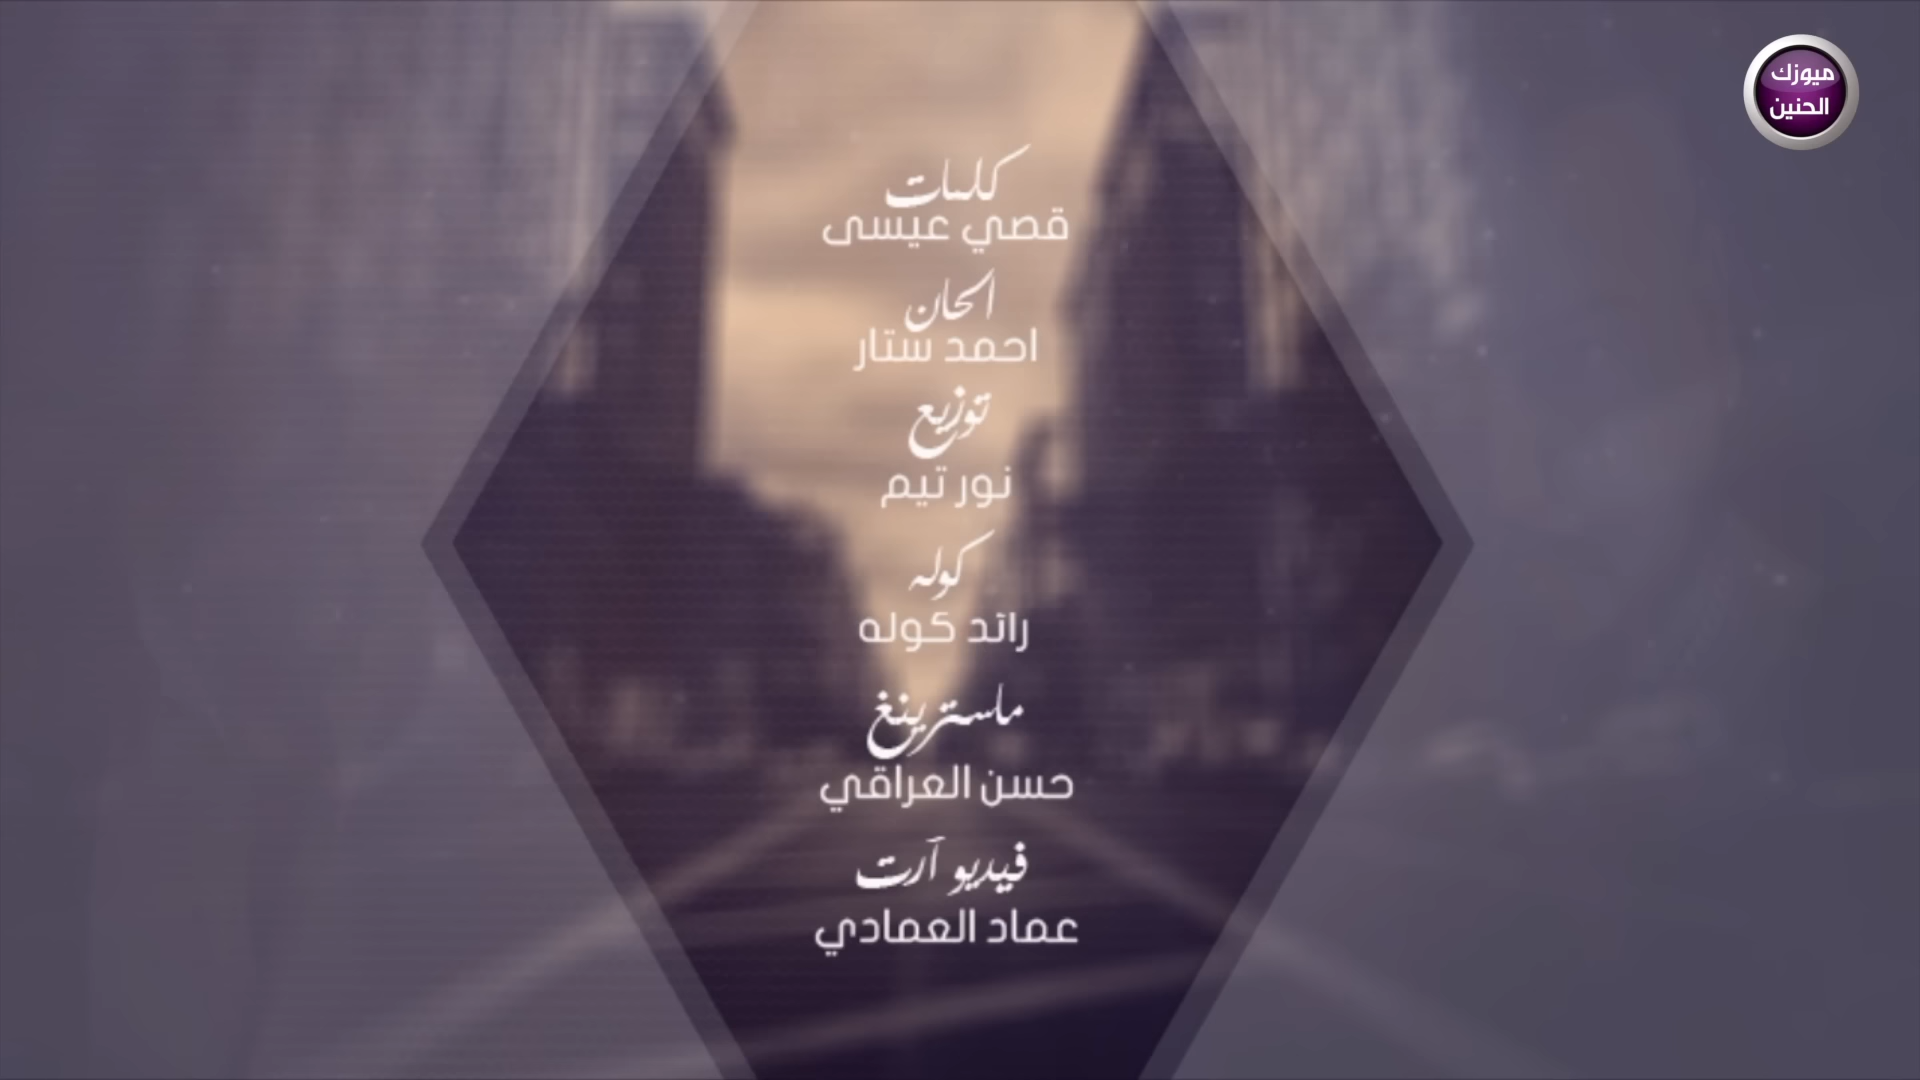 ميوزك
الحنين
كلمات
قصي عيسى
الحان
احمد ستار
توزيع
نور تيم
كوله
رائد كوله
ماسترينغ
حسن العراقي
فيديو آرت
عماد العمادي